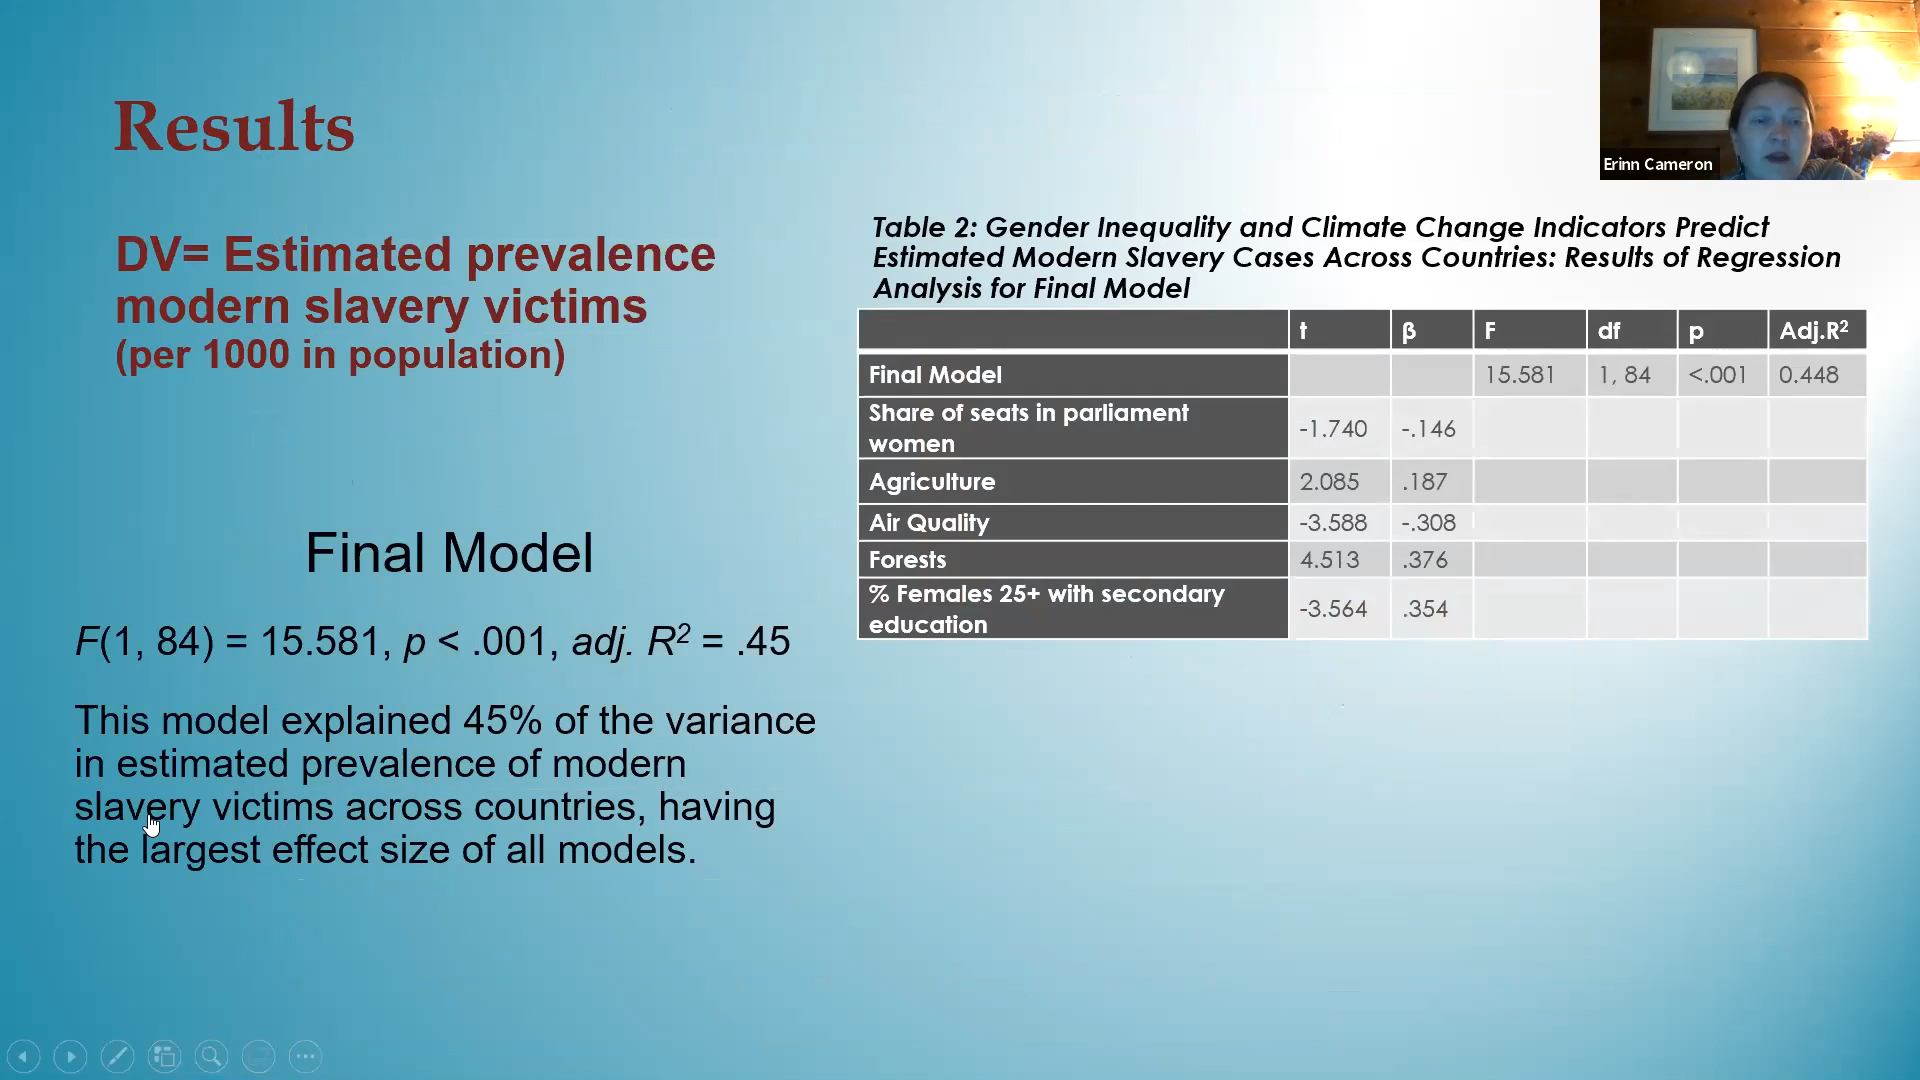 Results
DV= Estimated prevalence
modern slavery victims
(per 1000 in population)
Final Model
F(1, 84) = 15.581, p < .001, adj. R² = .45
This model explained 45% of the variance
in estimated prevalence of modern
slavery victims across countries, having
the largest effect size of all models.
Erinn Cameron
Table 2: Gender Inequality and Climate Change Indicators Predict
Estimated Modern Slavery Cases Across Countries: Results of Regression
Analysis for Final Model
t β F df p Adj.R²
Final Model 15.581 1, 84 <.001 0.448
Share of seats in parliament
women -1.740 -.146
Agriculture 2.085 .187
Air Quality -3.588 -.308
Forests 4.513 .376
% Females 25+ with secondary
education -3.564 .354